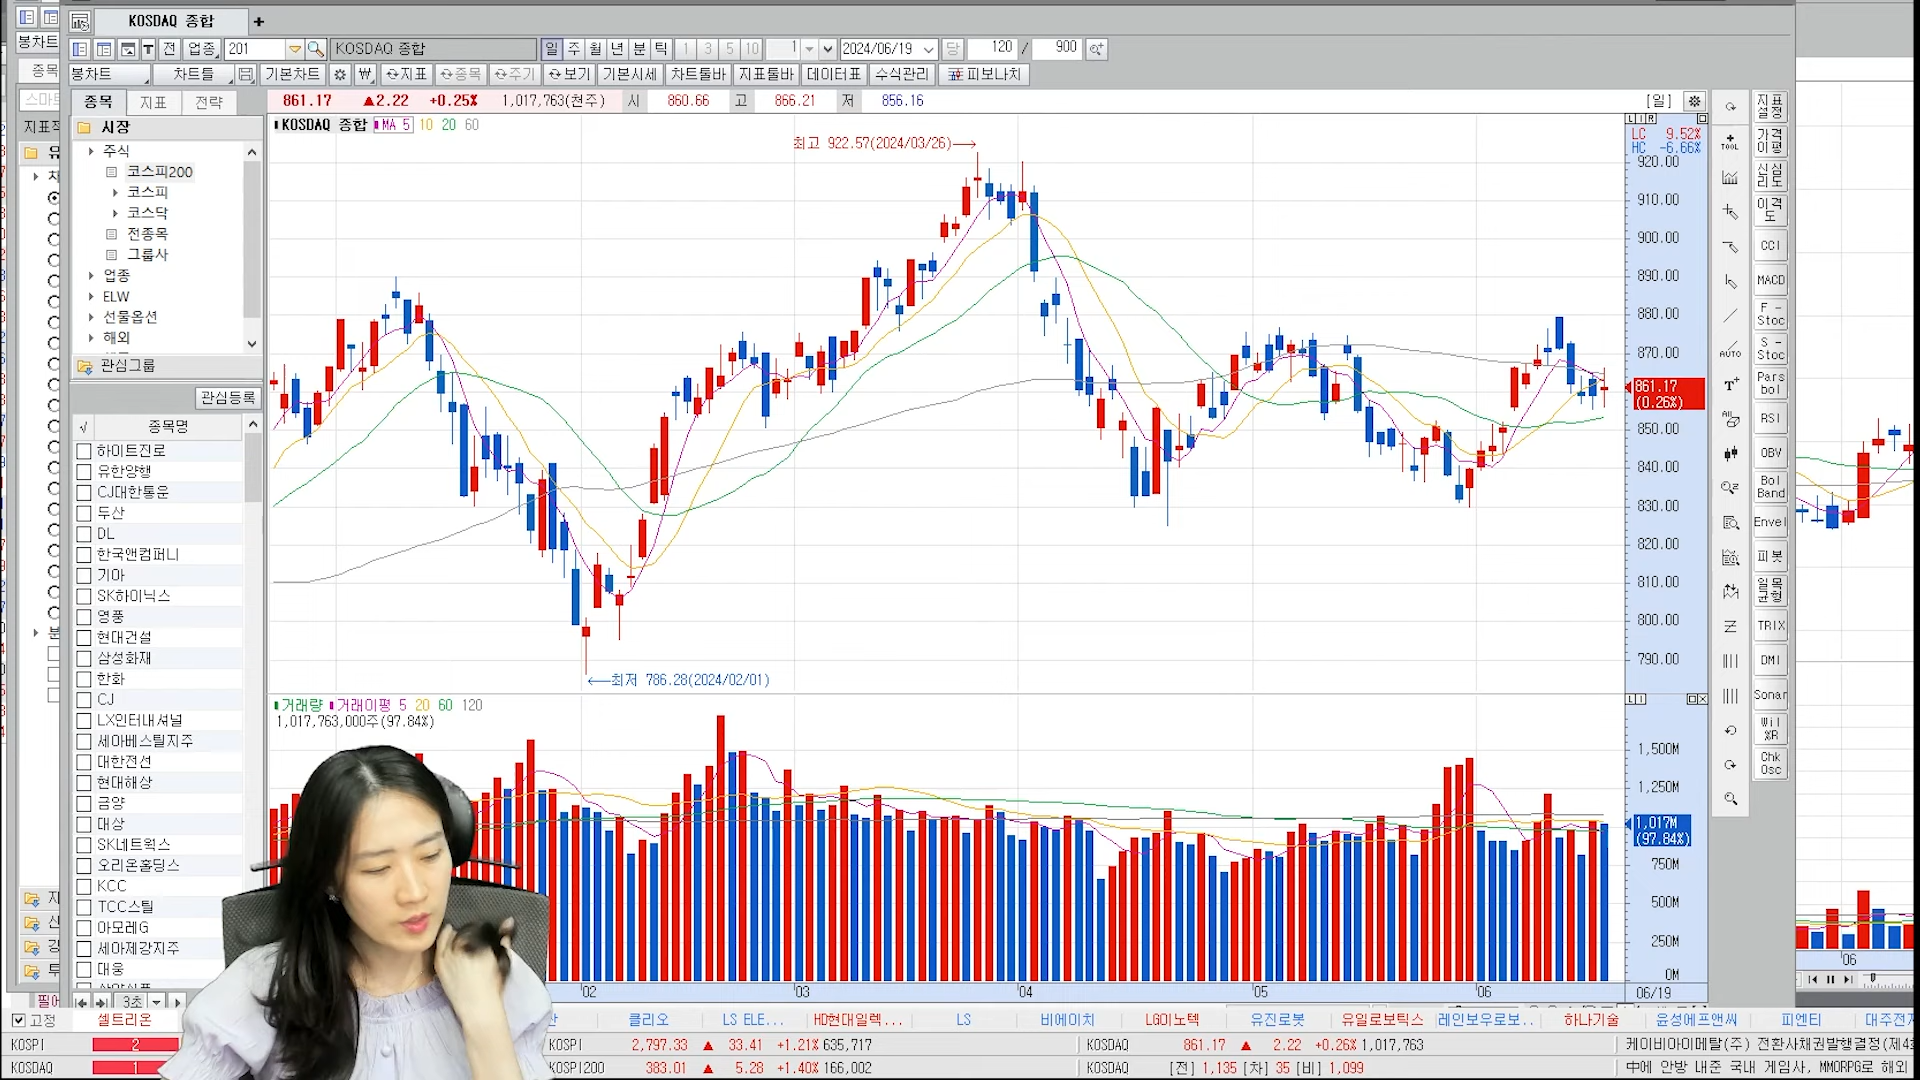 KOSDAQ 종합 +
봉차트
T 전 업종 201 KOSDAQ 종합 일 주 월 년 분 틱 1 3 5 10 1 2024/06/19 당 120 / 900
봉차트 차트틀 기본차트 ₩ 지표 종목 주기 보기 기본시세 차트툴바 지표툴바 데이터표 수식관리 피보나치
종목 지표 전략
861.17 ▲2.22 +0.25% 1,017,763(천주) 시 860.66 고 866.21 저 856.16 [일]
시장
주식
코스피200
코스피
코스닥
전종목
그룹사
업종
ELW
선물옵션
해외
관심그룹
관심등록
√ 종목명
하이트진로
유한양행
CJ대한통운
두산
DL
한국앤컴퍼니
기아
SK하이닉스
영풍
현대건설
삼성화재
한화
CJ
LX인터내셔널
세아베스틸지주
대한전선
현대해상
금양
대상
SK네트웍스
오리온홀딩스
KCC
TCC스틸
아모레G
세아제강지주
대웅
3초
KOSDAQ 종합 MA 5 10 20 60
최고 922.57(2024/03/26)
최저 786.28(2024/02/01)
LC 9.52%
HC -6.66%
920.00
910.00
900.00
890.00
880.00
870.00
861.17
(0.26%)
850.00
840.00
830.00
820.00
810.00
800.00
790.00
거래량 거래이평 5 20 60 120
1,017,763,000주(97.84%)
1,500M
1,250M
1,017M
(97.84%)
750M
500M
250M
0M
02 03 04 05 06 06/19
TOOL
AUTO
All
지표
설정
가격
이평
신심
리도
이격
도
CCI
MACD
F -
Stoc
S -
Stoc
Pars
bol
RSI
OBV
Bol
Band
Envel
피봇
일목
균형
TRIX
DMI
Sonar
Wil
%R
Chk
Osc
06
고정 셀트리온 클리오 LS ELE... HD현대일렉... LS 비에이치 LG이노텍 유진로봇 유일로보틱스 레인보우로보.. 하나기술 윤성에프앤씨 피엔티
KOSPI 2 KOSPI 2,797.33 ▲ 33.41 +1.21% 635,717 KOSDAQ 861.17 ▲ 2.22 +0.26% 1,017,763 케이비아이메탈(주) 전환사채권발행결정(제4
KOSDAQ 1 KOSPI200 383.01 ▲ 5.28 +1.40% 166,002 KOSDAQ [전] 1,135 [차] 35 [비] 1,099 中에 안방 내준 국내 게임사, MMORPG로 해외